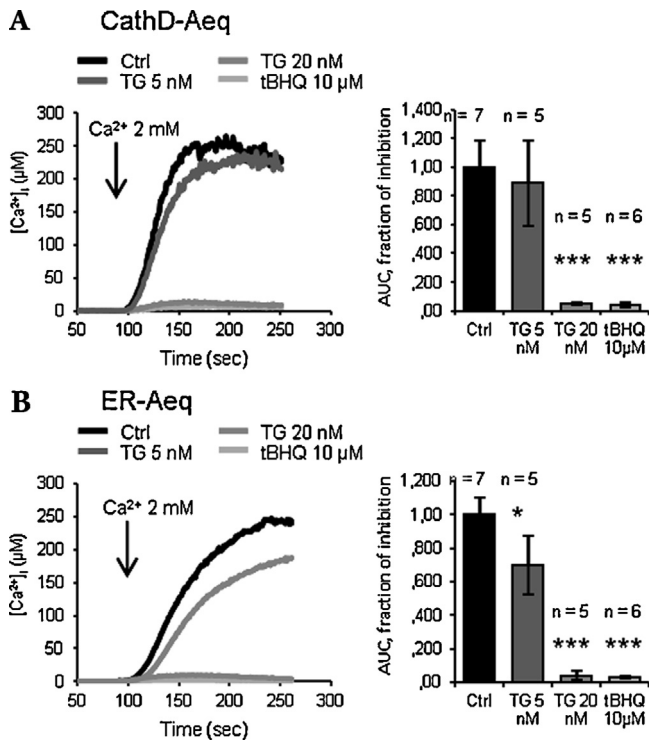 A CathD-Aeq
Ctrl TG 20 nM
TG 5 nM tBHQ 10 µM
300
250
200
150
100
50
0
[Ca²⁺]ₗ (µM)
Ca²⁺ 2 mM
50 100 150 200 250 300
Time (sec)
1,400
1,200
1,00
,800
,600
,400
,200
,00
AUC, fraction of inhibition
n = 7 n = 5
n = 5 n = 6
*** ***
Ctrl TG 5 nM TG 20 nM tBHQ 10µM
B ER-Aeq
Ctrl TG 20 nM
TG 5 nM tBHQ 10 µM
300
250
200
150
100
50
0
[Ca²⁺]ₗ (µM)
Ca²⁺ 2 mM
50 100 150 200 250 300
Time (sec)
1,200
1,00
,800
,600
,400
,200
,00
AUC, fraction of inhibition
n = 7 n = 5
*
n = 5 n = 6
*** ***
Ctrl TG 5 nM TG 20 nM tBHQ 10µM